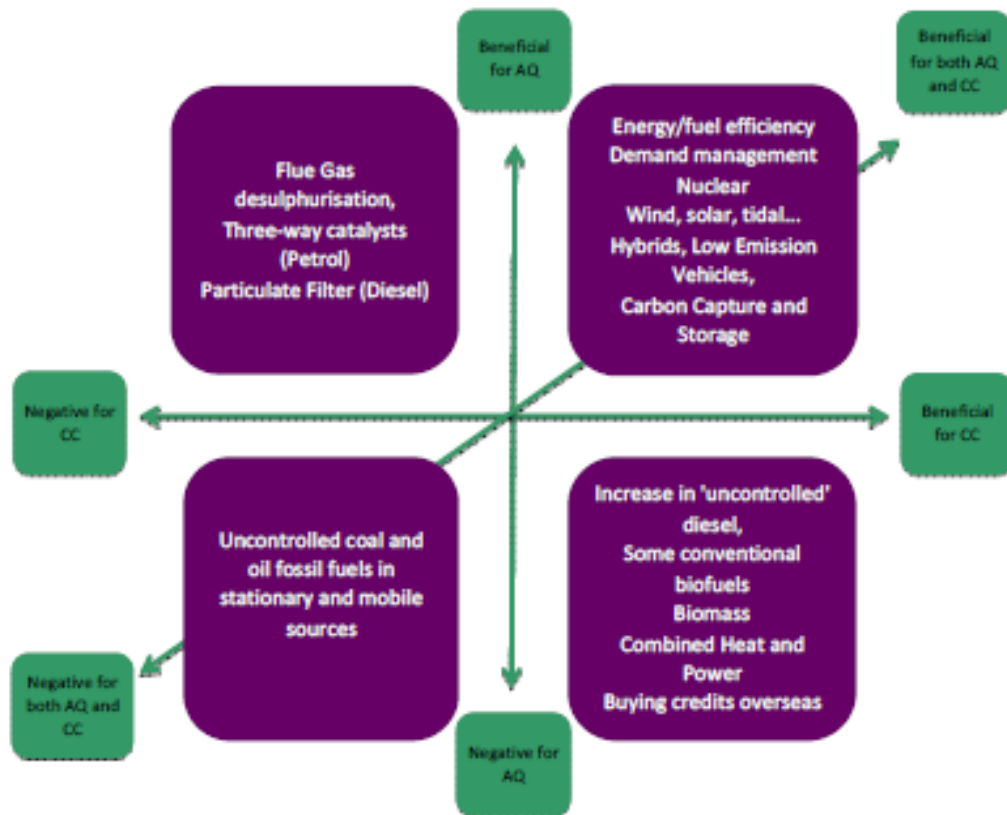 Beneficial
for AQ
Beneficial
for both AQ
and CC
Flue Gas
desulphurisation,
Three-way catalysts
(Petrol)
Particulate Filter (Diesel)
Energy/fuel efficiency
Demand management
Nuclear
Wind, solar, tidal...
Hybrids, Low Emission
Vehicles,
Carbon Capture and
Storage
Negative for
CC
Beneficial
for CC
Uncontrolled coal and
oil fossil fuels in
stationary and mobile
sources
Increase in 'uncontrolled'
diesel,
Some conventional
biofuels
Biomass
Combined Heat and
Power
Buying credits overseas
Negative for
both AQ and
CC
Negative for
AQ